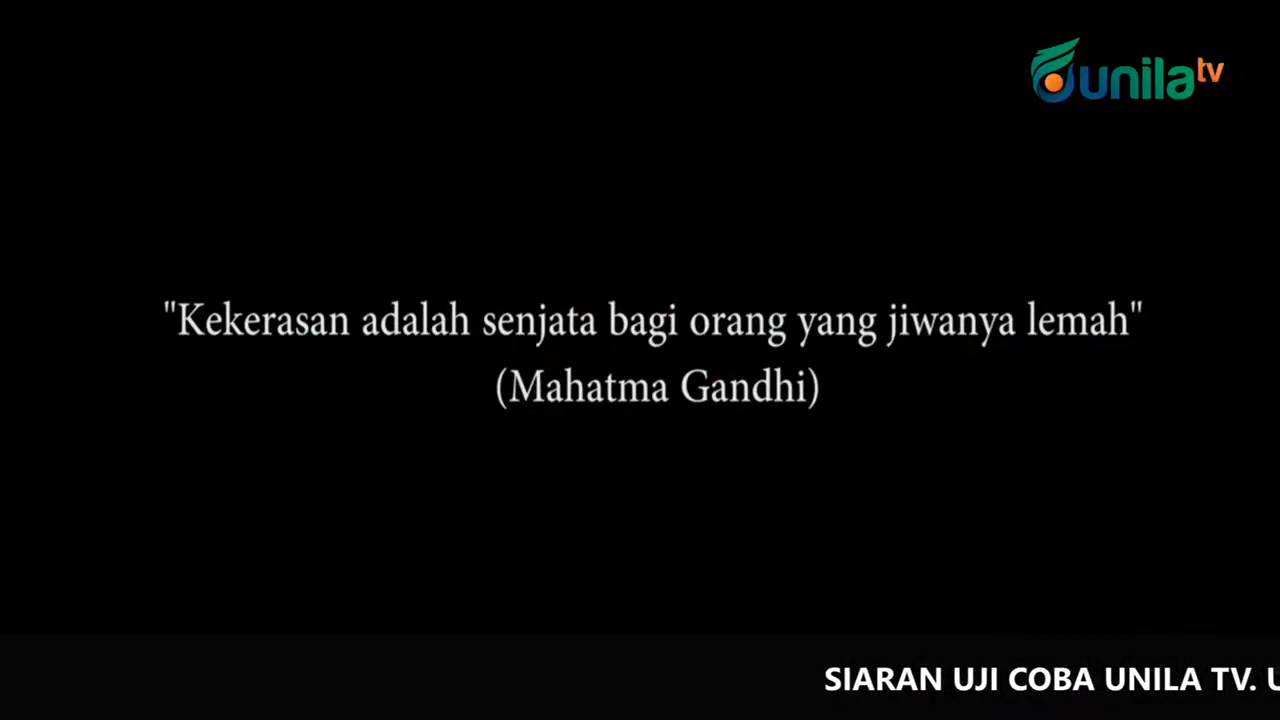 unila tv
"Kekerasan adalah senjata bagi orang yang jiwanya lemah"
(Mahatma Gandhi)
SIARAN UJI COBA UNILA TV.